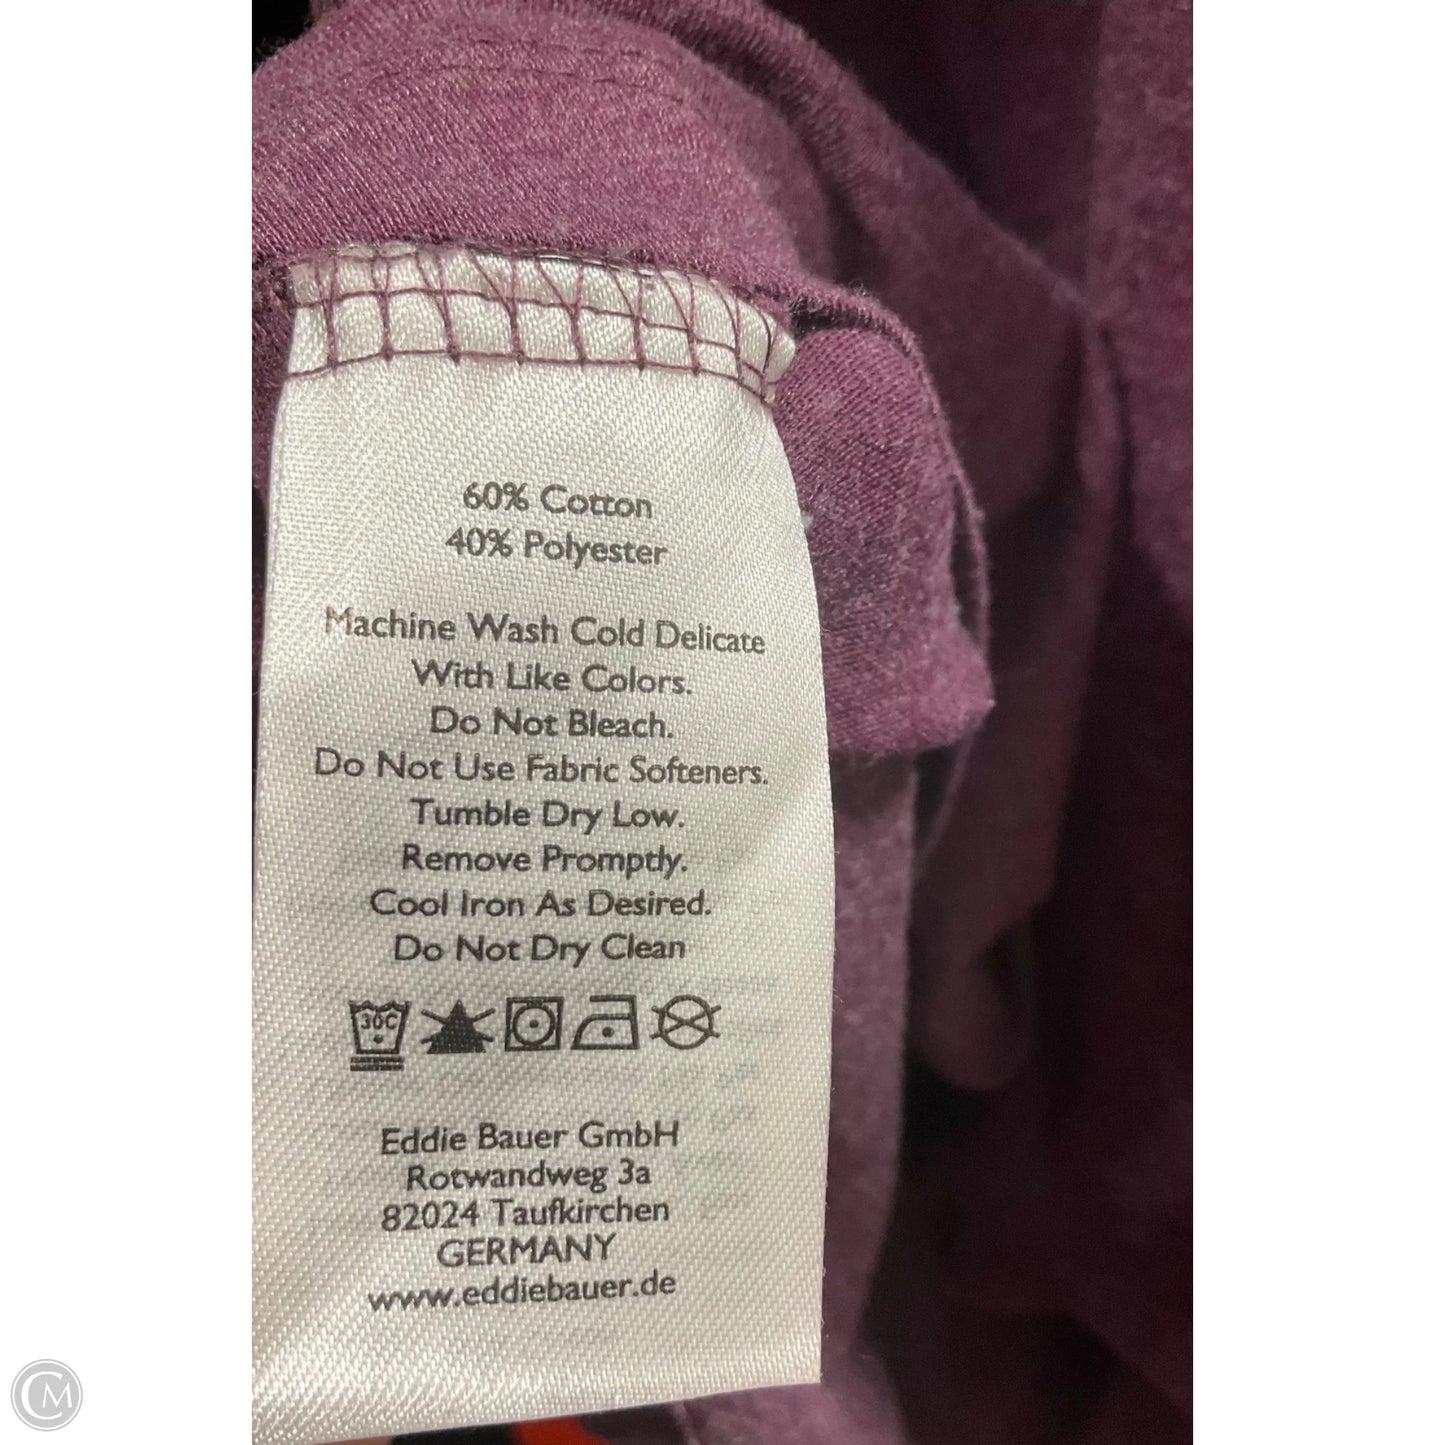 60% Cotton
40% Polyester
Machine Wash Cold Delicate
With Like Colors.
Do Not Bleach.
Do Not Use Fabric Softeners.
Tumble Dry Low.
Remove Promptly.
Cool Iron As Desired.
Do Not Dry Clean
30C
Eddie Bauer GmbH
Rotwandweg 3a
82024 Taufkirchen
GERMANY
www.eddiebauer.de
CM